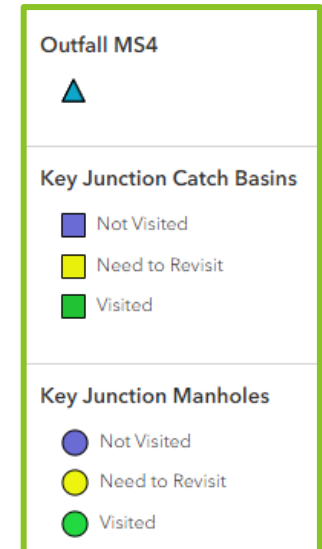 Outfall MS4
Key Junction Catch Basins
Not Visited
Need to Revisit
Visited
Key Junction Manholes
Not Visited
Need to Revisit
Visited